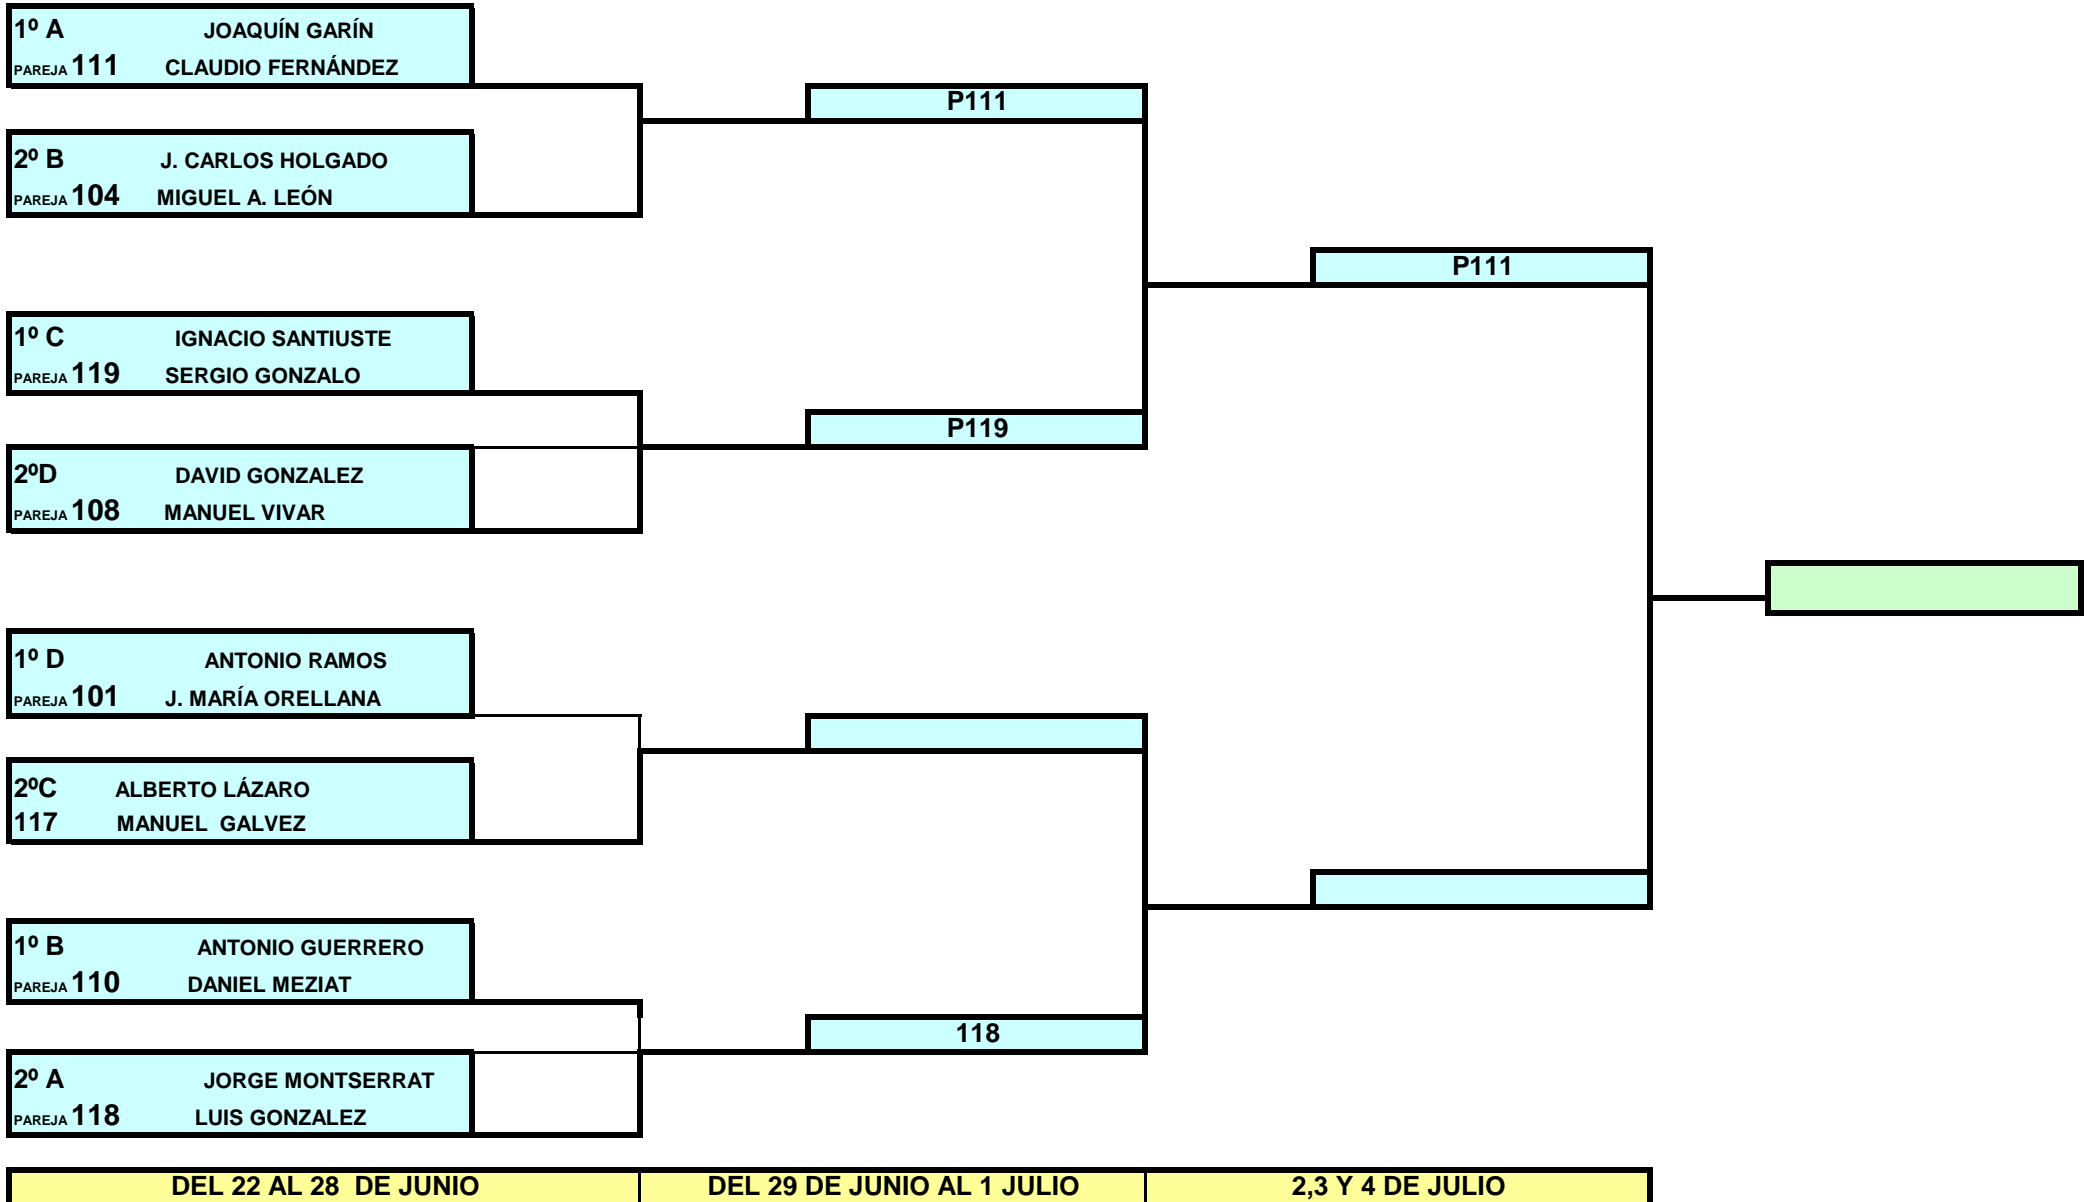 1º A JOAQUÍN GARÍN
PAREJA 111 CLAUDIO FERNÁNDEZ
P111
2º B J. CARLOS HOLGADO
PAREJA 104 MIGUEL A. LEÓN
P111
1º C IGNACIO SANTIUSTE
PAREJA 119 SERGIO GONZALO
P119
2ºD DAVID GONZALEZ
PAREJA 108 MANUEL VIVAR
1º D ANTONIO RAMOS
PAREJA 101 J. MARÍA ORELLANA
2ºC ALBERTO LÁZARO
117 MANUEL GALVEZ
1º B ANTONIO GUERRERO
PAREJA 110 DANIEL MEZIAT
118
2º A JORGE MONTSERRAT
PAREJA 118 LUIS GONZALEZ
DEL 22 AL 28 DE JUNIO DEL 29 DE JUNIO AL 1 JULIO 2,3 Y 4 DE JULIO